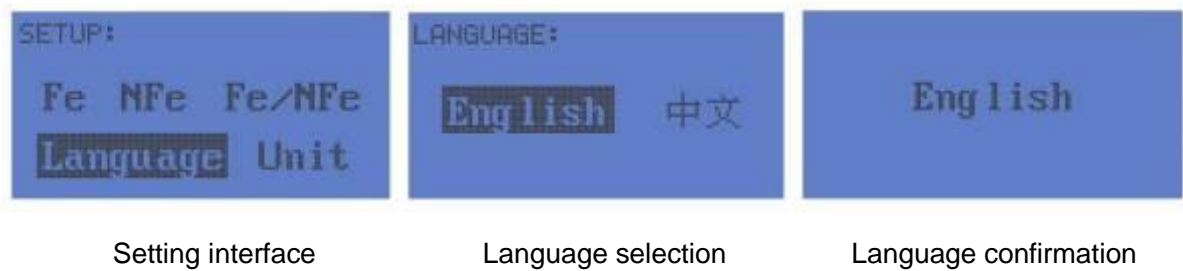 SETUP:
Fe NFe Fe/NFe
Language Unit
LANGUAGE:
English 中文
English
Setting interface
Language selection
Language confirmation